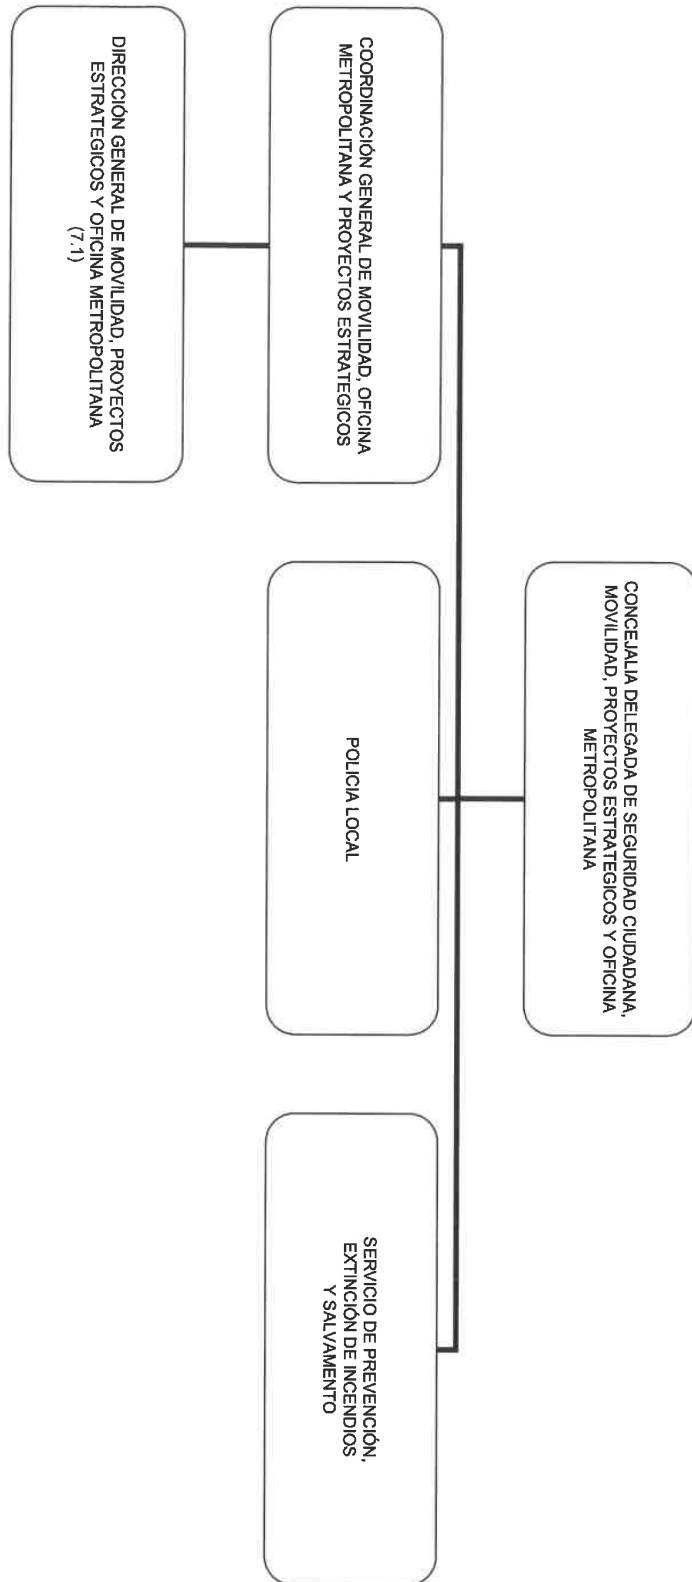 CONCEJALIA DELEGADA DE SEGURIDAD CIUDADANA,
MOVILIDAD, PROYECTOS ESTRATEGICOS Y OFICINA
METROPOLITANA
COORDINACIÓN GENERAL DE MOVILIDAD, OFICINA
METROPOLITANA Y PROYECTOS ESTRATEGICOS
POLICIA LOCAL
SERVICIO DE PREVENCIÓN,
EXTINCIÓN DE INCENDIOS
Y SALVAMENTO
DIRECCIÓN GENERAL DE MOVILIDAD, PROYECTOS
ESTRATEGICOS Y OFICINA METROPOLITANA
(7.1)